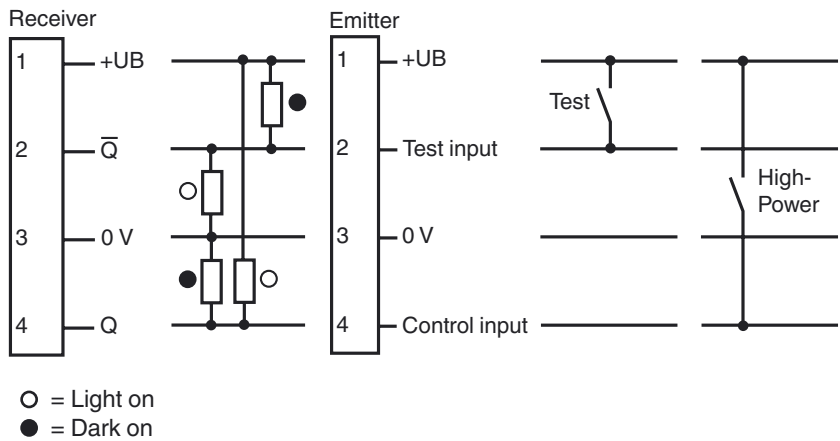 Receiver
1 +UB
2 Q̅
3 0 V
4 Q
Emitter
1 +UB
2 Test input
3 0 V
4 Control input
Test
High-
Power
= Light on
= Dark on